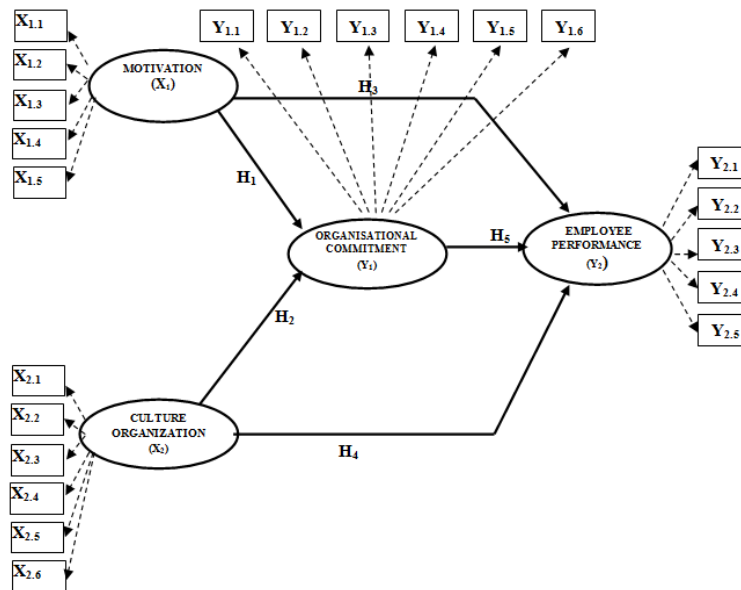 X1.1
X1.2
X1.3
X1.4
X1.5
MOTIVATION
(X1)
Y1.1
Y1.2
Y1.3
Y1.4
Y1.5
Y1.6
H3
H1
ORGANISATIONAL
COMMITMENT
(Y1)
H5
EMPLOYEE
PERFORMANCE
(Y2)
Y2.1
Y2.2
Y2.3
Y2.4
Y2.5
H2
X2.1
X2.2
X2.3
X2.4
X2.5
X2.6
CULTURE
ORGANIZATION
(X2)
H4